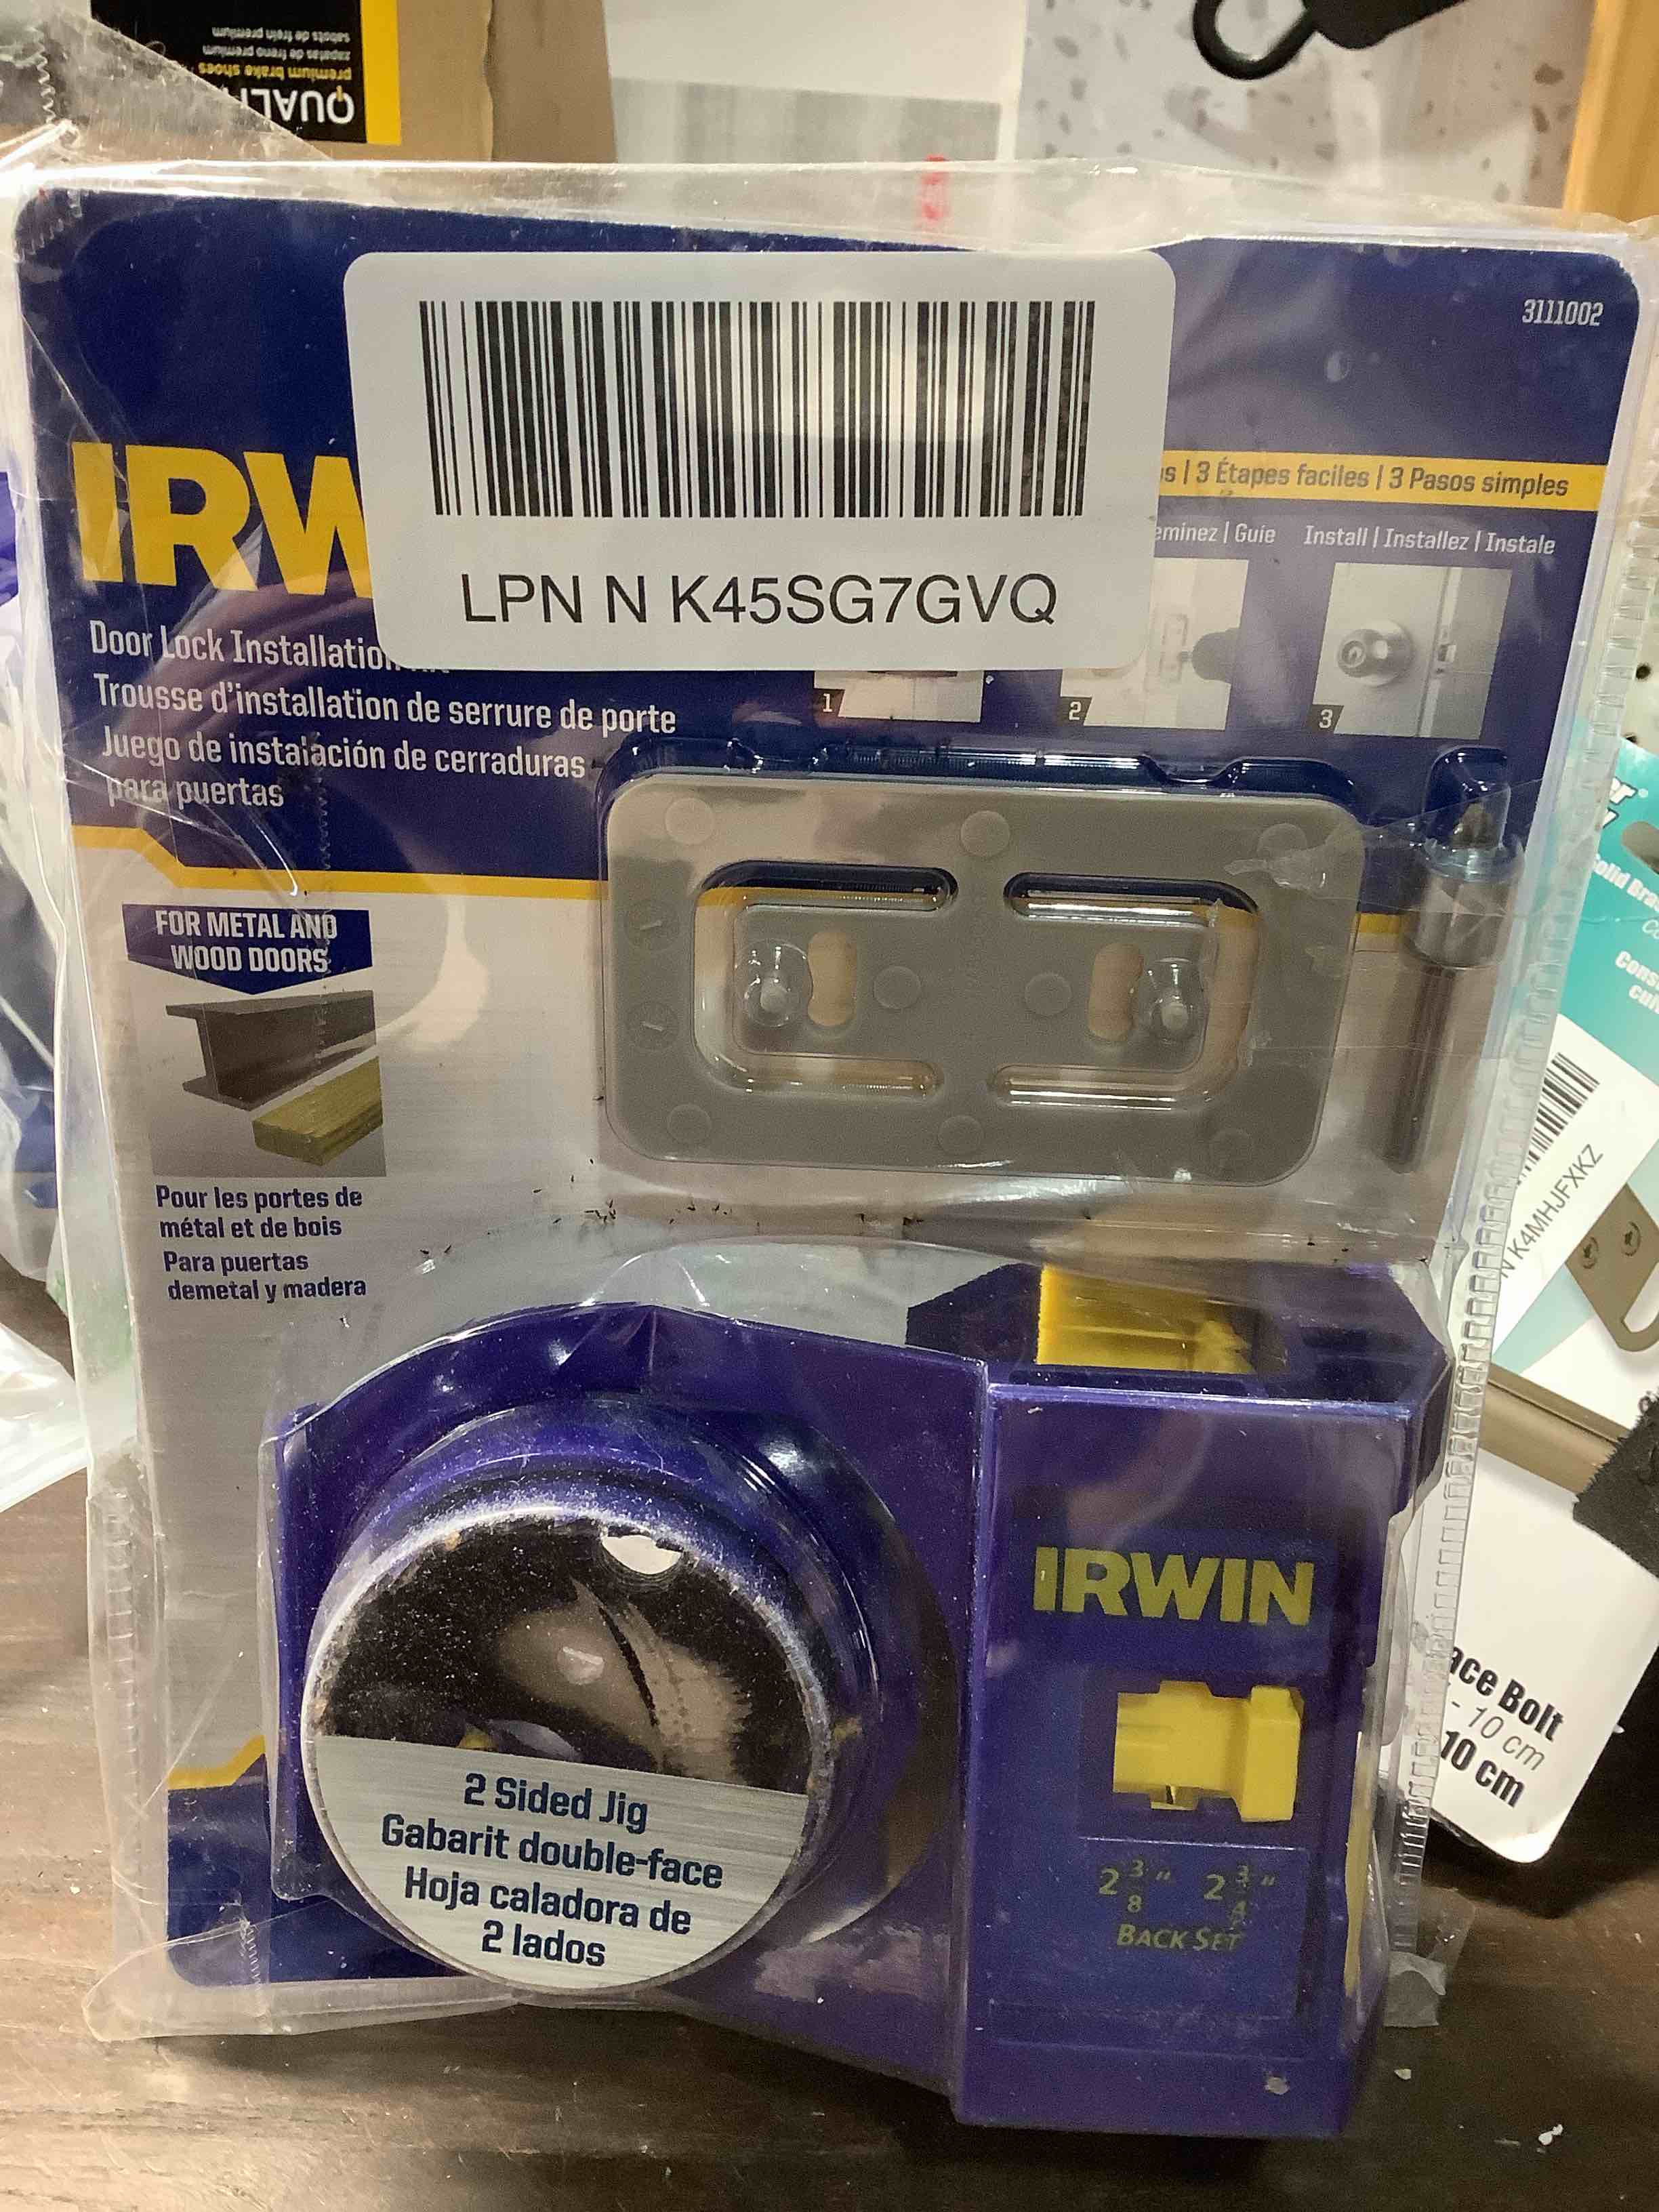 QUALI
premium brake shoes
zapatas de freno premium
sabots de frein premium
3111002
IRW
LPN N K45SG7GVQ
s | 3 Étapes faciles | 3 Pasos simples
eminez | Guíe
Install | Installez | Instale
1
2
3
Door Lock Installation
Trousse d'installation de serrure de porte
Juego de instalación de cerraduras
para puertas
FOR METAL AND
WOOD DOORS
Pour les portes de
métal et de bois
Para puertas
demetal y madera
IRWIN
2 3/8" 2 3/4"
BACK SET
2 Sided Jig
Gabarit double-face
Hoja caladora de
2 lados
olid Bra
Cons
N K4MHJFXKZ
ace Bolt
- 10 cm
10 cm